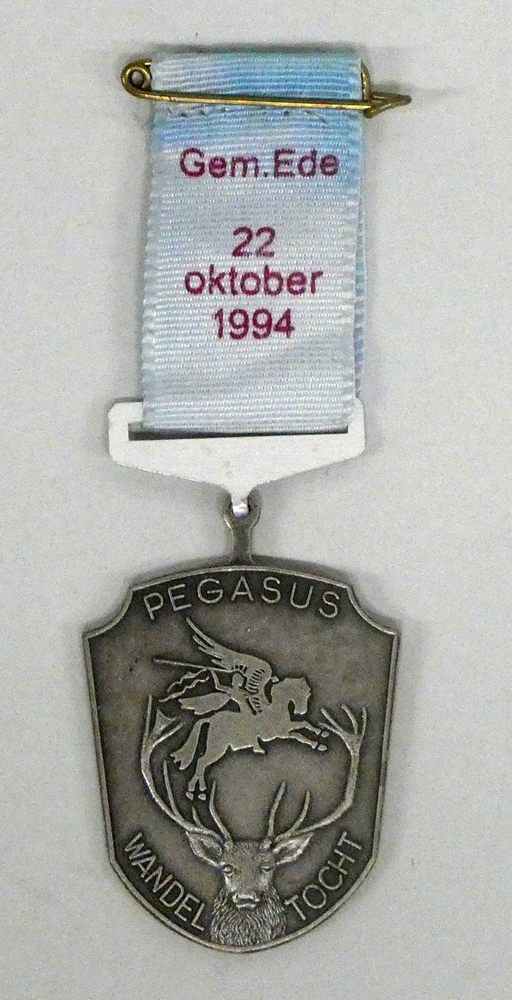 Gem.Ede
22
oktober
1994
PEGASUS
WANDEL
TOCHT